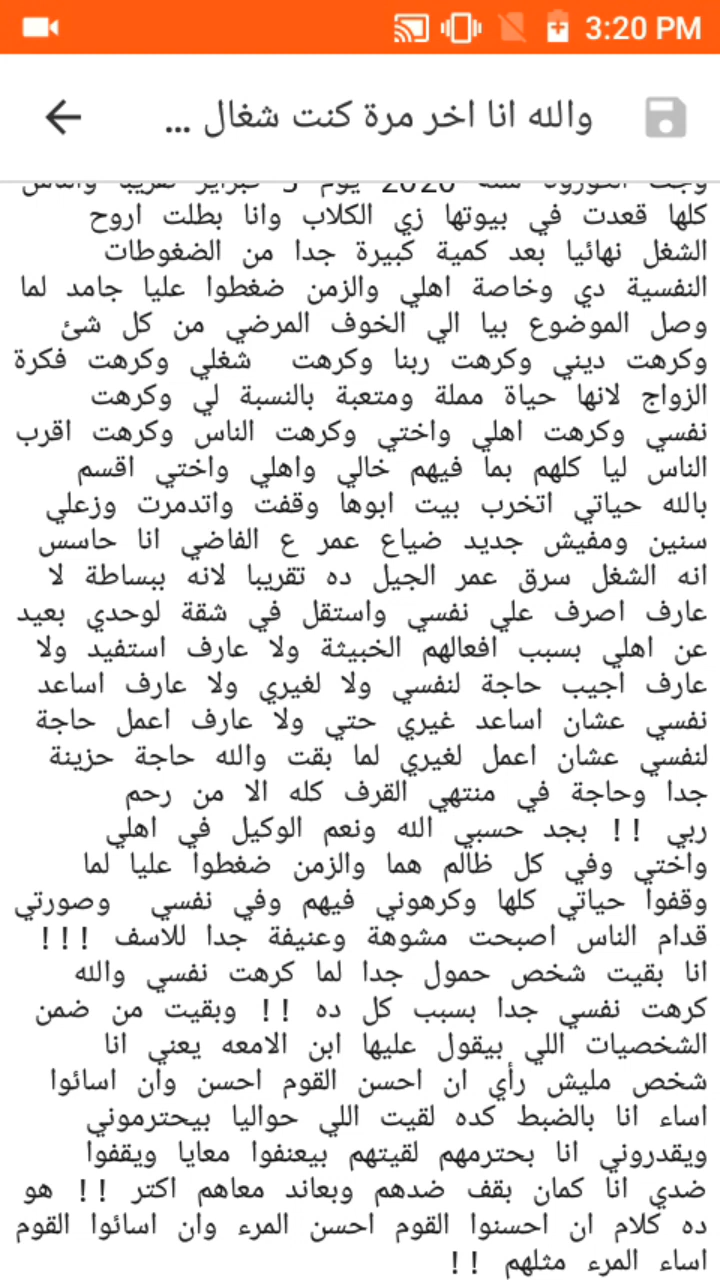 3:20 PM
والله انا اخر مرة كنت شغال ...
وجت الكورونا سنة 2020 يوم 3 فبراير تقريبا والناس
كلها قعدت في بيوتها زي الكلاب وانا بطلت اروح
الشغل نهائيا بعد كمية كبيرة جدا من الضغوطات
النفسية دي وخاصة اهلي والزمن ضغطوا عليا جامد لما
وصل الموضوع بيا الي الخوف المرضي من كل شئ
وكرهت ديني وكرهت ربنا وكرهت شغلي وكرهت فكرة
الزواج لانها حياة مملة ومتعبة بالنسبة لي وكرهت
نفسي وكرهت اهلي واختي وكرهت الناس وكرهت اقرب
الناس ليا كلهم بما فيهم خالي واهلي واختي اقسم
بالله حياتي اتخرب بيت ابوها وقفت واتدمرت وزعلي
سنين ومفيش جديد ضياع عمر ع الفاضي انا حاسس
انه الشغل سرق عمر الجيل ده تقريبا لانه ببساطة لا
عارف اصرف علي نفسي واستقل في شقة لوحدي بعيد
عن اهلي بسبب افعالهم الخبيثة ولا عارف استفيد ولا
عارف اجيب حاجة لنفسي ولا لغيري ولا عارف اساعد
نفسي عشان اساعد غيري حتي ولا عارف اعمل حاجة
لنفسي عشان اعمل لغيري لما بقت والله حاجة حزينة
جدا وحاجة في منتهي القرف كله الا من رحم
ربي !! بجد حسبي الله ونعم الوكيل في اهلي
واختي وفي كل ظالم هما والزمن ضغطوا عليا لما
وقفوا حياتي كلها وكرهوني فيهم وفي نفسي وصورتي
قدام الناس اصبحت مشوهة وعنيفة جدا للاسف !!!
انا بقيت شخص حمول جدا لما كرهت نفسي والله
كرهت نفسي جدا بسبب كل ده !! وبقيت من ضمن
الشخصيات اللي بيقول عليها ابن الامعه يعني انا
شخص مليش رأي ان احسن القوم احسن وان اسائوا
اساء انا بالضبط كده لقيت اللي حواليا بيحترموني
ويقدروني انا بحترمهم لقيتهم بيعنفوا معايا ويقفوا
ضدي انا كمان بقف ضدهم وبعاند معاهم اكتر !! هو
ده كلام ان احسنوا القوم احسن المرء وان اسائوا القوم
اساء المرء مثلهم !!